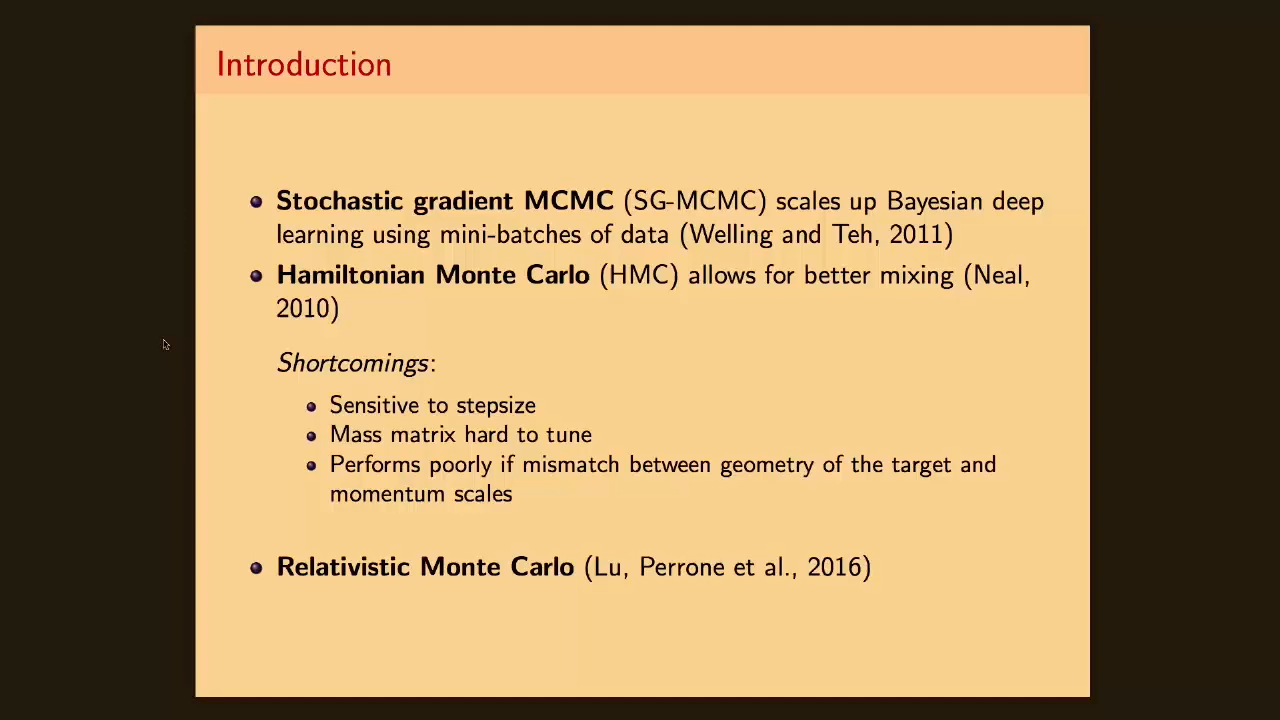 Introduction
Stochastic gradient MCMC (SG-MCMC) scales up Bayesian deep
learning using mini-batches of data (Welling and Teh, 2011)
Hamiltonian Monte Carlo (HMC) allows for better mixing (Neal,
2010)
Shortcomings:
Sensitive to stepsize
Mass matrix hard to tune
Performs poorly if mismatch between geometry of the target and
momentum scales
Relativistic Monte Carlo (Lu, Perrone et al., 2016)